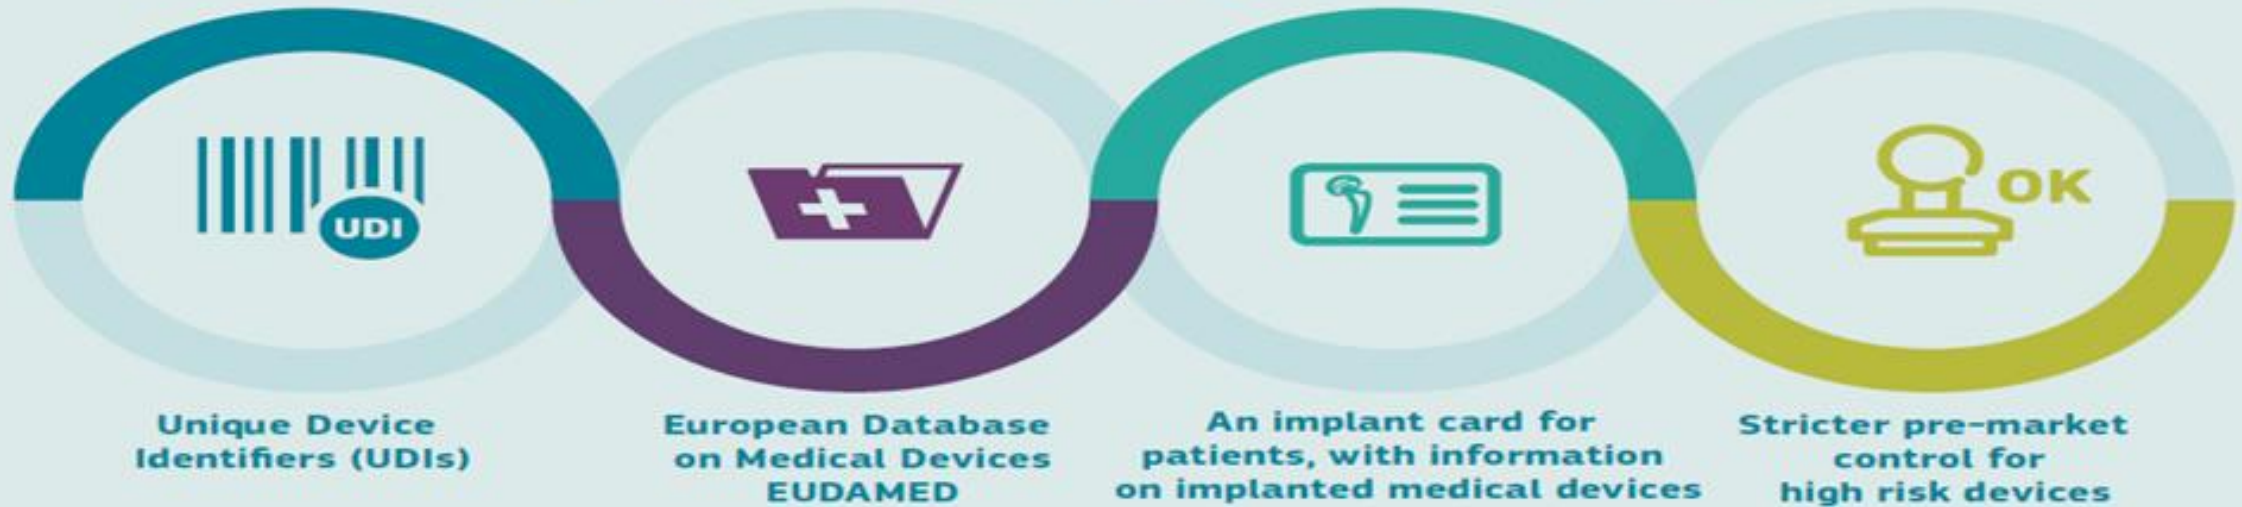 UDI
OK
Unique Device
Identifiers (UDIs)
European Database
on Medical Devices
EUDAMED
An implant card for
patients, with information
on implanted medical devices
Stricter pre-market
control for
high risk devices